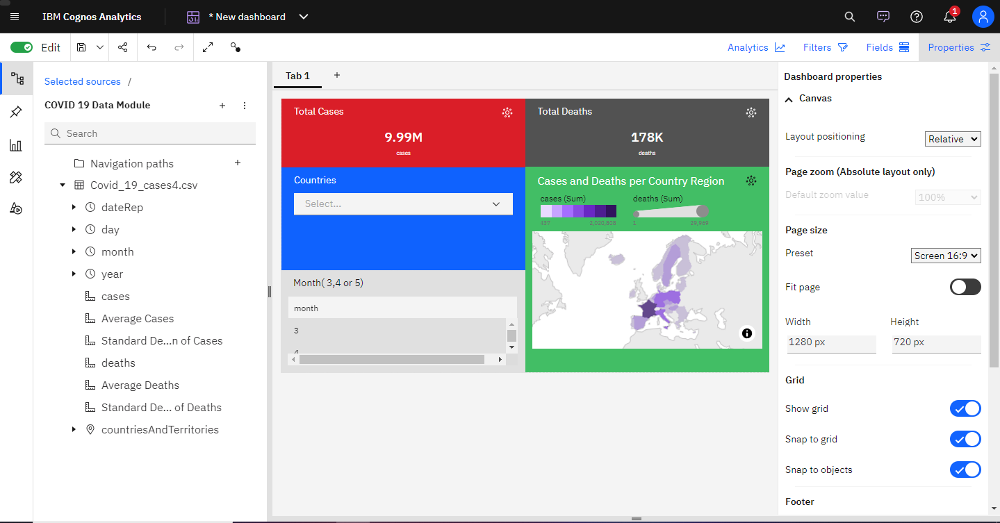 IBM Cognos Analytics
* New dashboard
1
Edit
Analytics
Filters
Fields
Properties
Selected sources /
COVID 19 Data Module
Search
Navigation paths
Covid_19_cases4.csv
dateRep
day
month
year
cases
Average Cases
Standard De...n of Cases
deaths
Average Deaths
Standard De... of Deaths
countriesAndTerritories
Tab 1
Total Cases
9.99M
cases
Total Deaths
178K
deaths
Countries
Select...
Month( 3,4 or 5)
month
3
4
Cases and Deaths per Country Region
cases (Sum)
deaths (Sum)
457
2,020,808
1
29,969
Dashboard properties
Canvas
Layout positioning
Relative
Page zoom (Absolute layout only)
Default zoom value
100%
Page size
Preset
Screen 16:9
Fit page
Width
Height
1280 px
720 px
Grid
Show grid
Snap to grid
Snap to objects
Footer